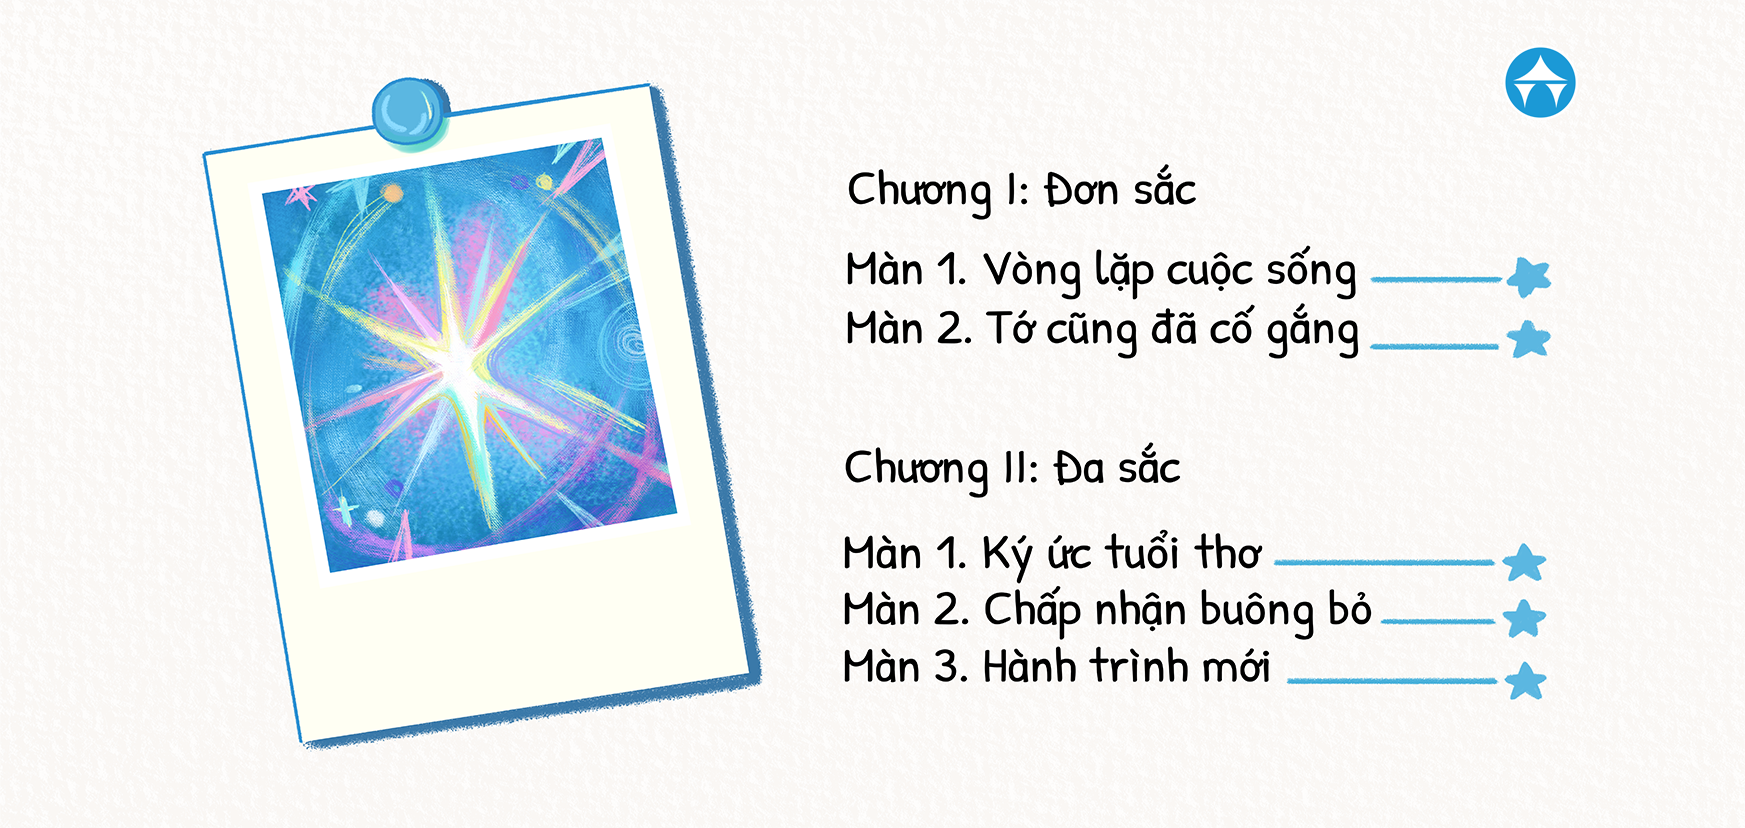 Chương I: Đơn sắc
Màn 1. Vòng lặp cuộc sống
Màn 2. Tớ cũng đã cố gắng
Chương II: Đa sắc
Màn 1. Ký ức tuổi thơ
Màn 2. Chấp nhận buông bỏ
Màn 3. Hành trình mới